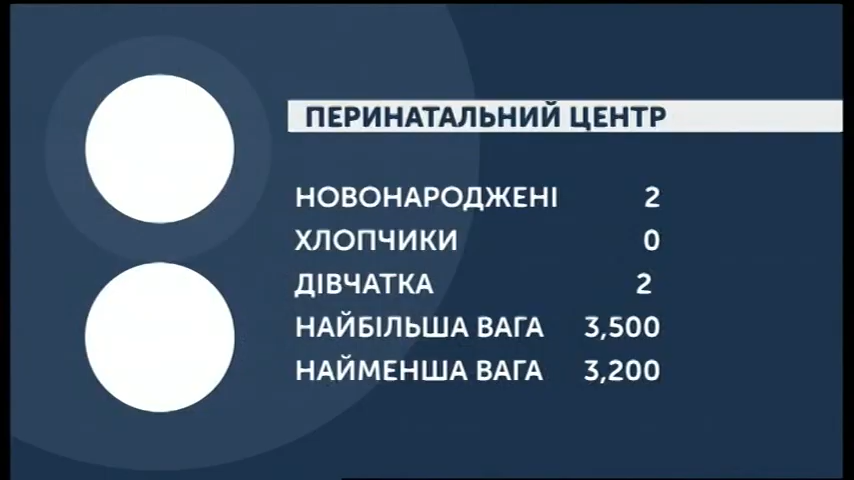 ПЕРИНАТАЛЬНИЙ ЦЕНТР
НОВОНАРОДЖЕНІ 2
ХЛОПЧИКИ 0
ДІВЧАТКА 2
НАЙБІЛЬША ВАГА 3,500
НАЙМЕНША ВАГА 3,200